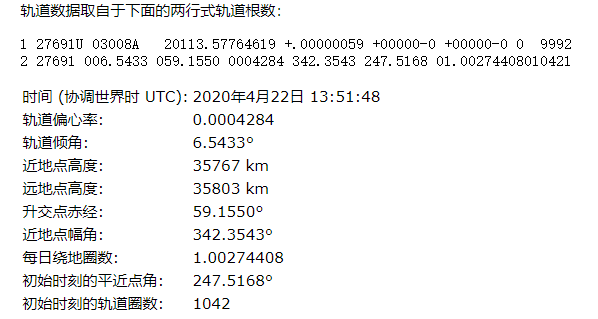 轨道数据取自于下面的两行式轨道根数:
1 27691U 03008A   20113.57764619 +.00000059 +00000-0 +00000-0 0  9992
2 27691 006.5433 059.1550 0004284 342.3543 247.5168 01.00274408010421
时间 (协调世界时 UTC): 2020年4月22日 13:51:48
轨道偏心率: 0.0004284
轨道倾角: 6.5433°
近地点高度: 35767 km
远地点高度: 35803 km
升交点赤经: 59.1550°
近地点幅角: 342.3543°
每日绕地圈数: 1.00274408
初始时刻的平近点角: 247.5168°
初始时刻的轨道圈数: 1042